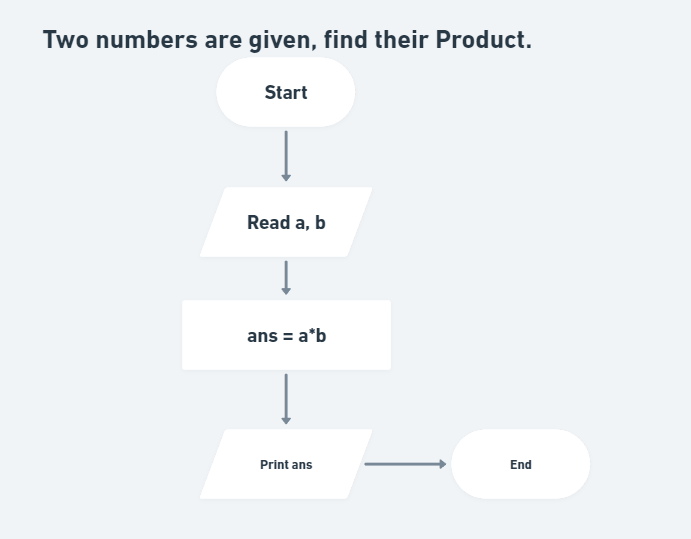 Two numbers are given, find their Product.
Start
Read a, b
ans = a*b
Print ans
End